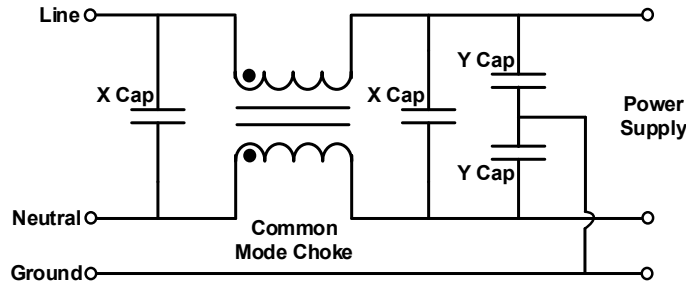 Line
X Cap
X Cap
Y Cap
Y Cap
Power
Supply
Neutral
Common
Mode Choke
Ground